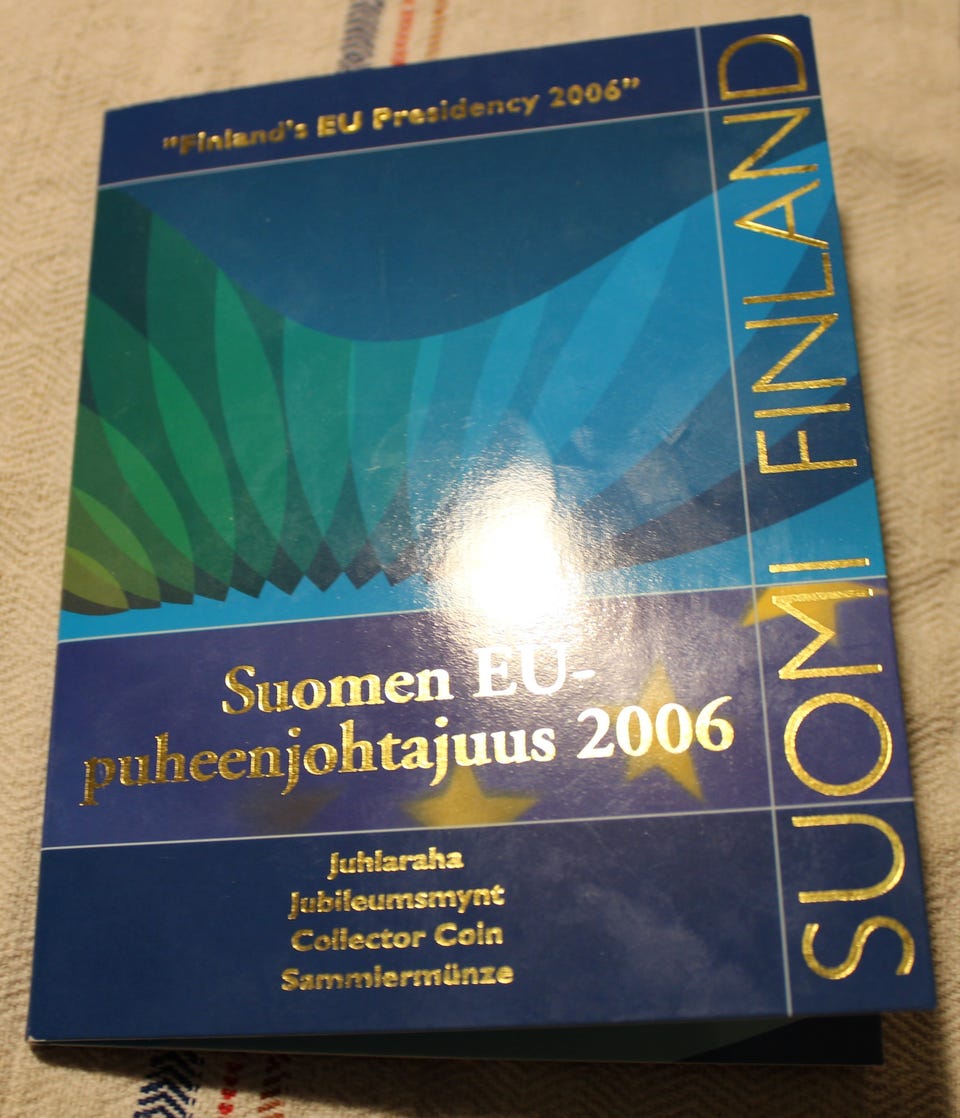 "Finland's EU Presidency 2006"
SUOMI FINLAND
Suomen EU-
puheenjohtajuus 2006
Juhlaraha
Jubileumsmynt
Collector Coin
Sammlermünze